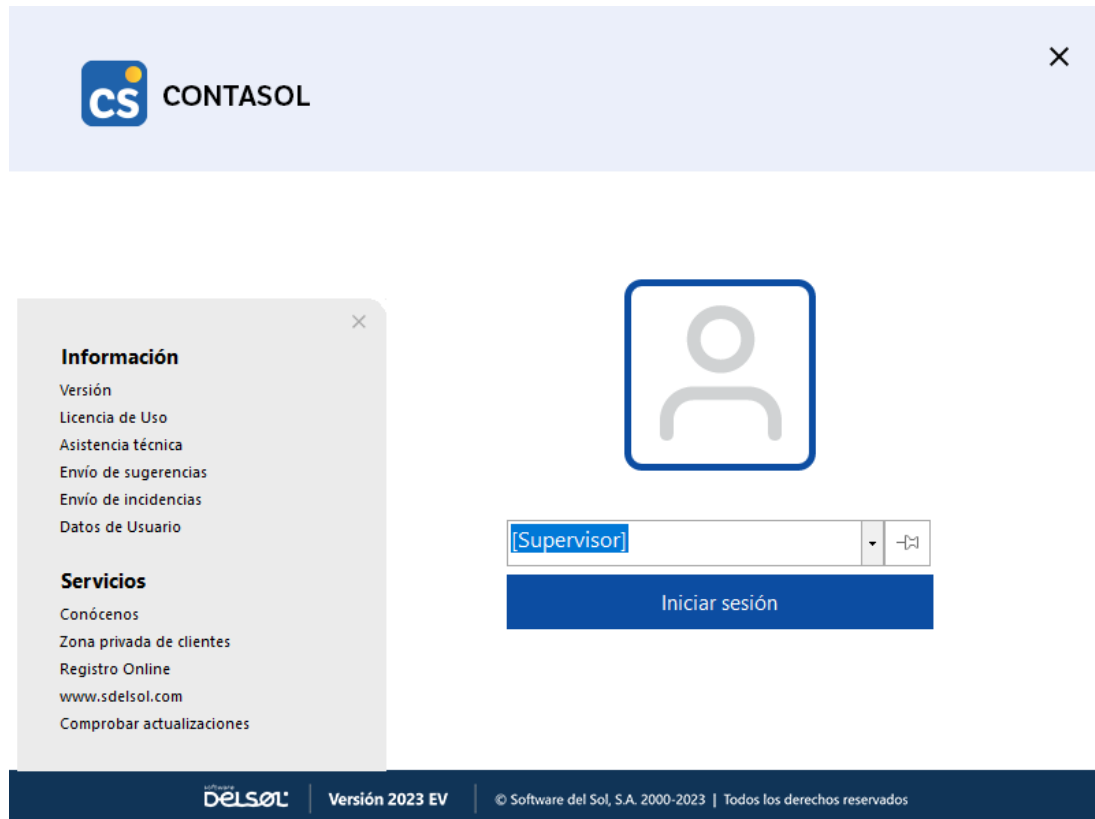 cs CONTASOL
Información
Versión
Licencia de Uso
Asistencia técnica
Envío de sugerencias
Envío de incidencias
Datos de Usuario
Servicios
Conócenos
Zona privada de clientes
Registro Online
www.sdelsol.com
Comprobar actualizaciones
[Supervisor]
Iniciar sesión
software
DELSOL Versión 2023 EV © Software del Sol, S.A. 2000-2023 | Todos los derechos reservados